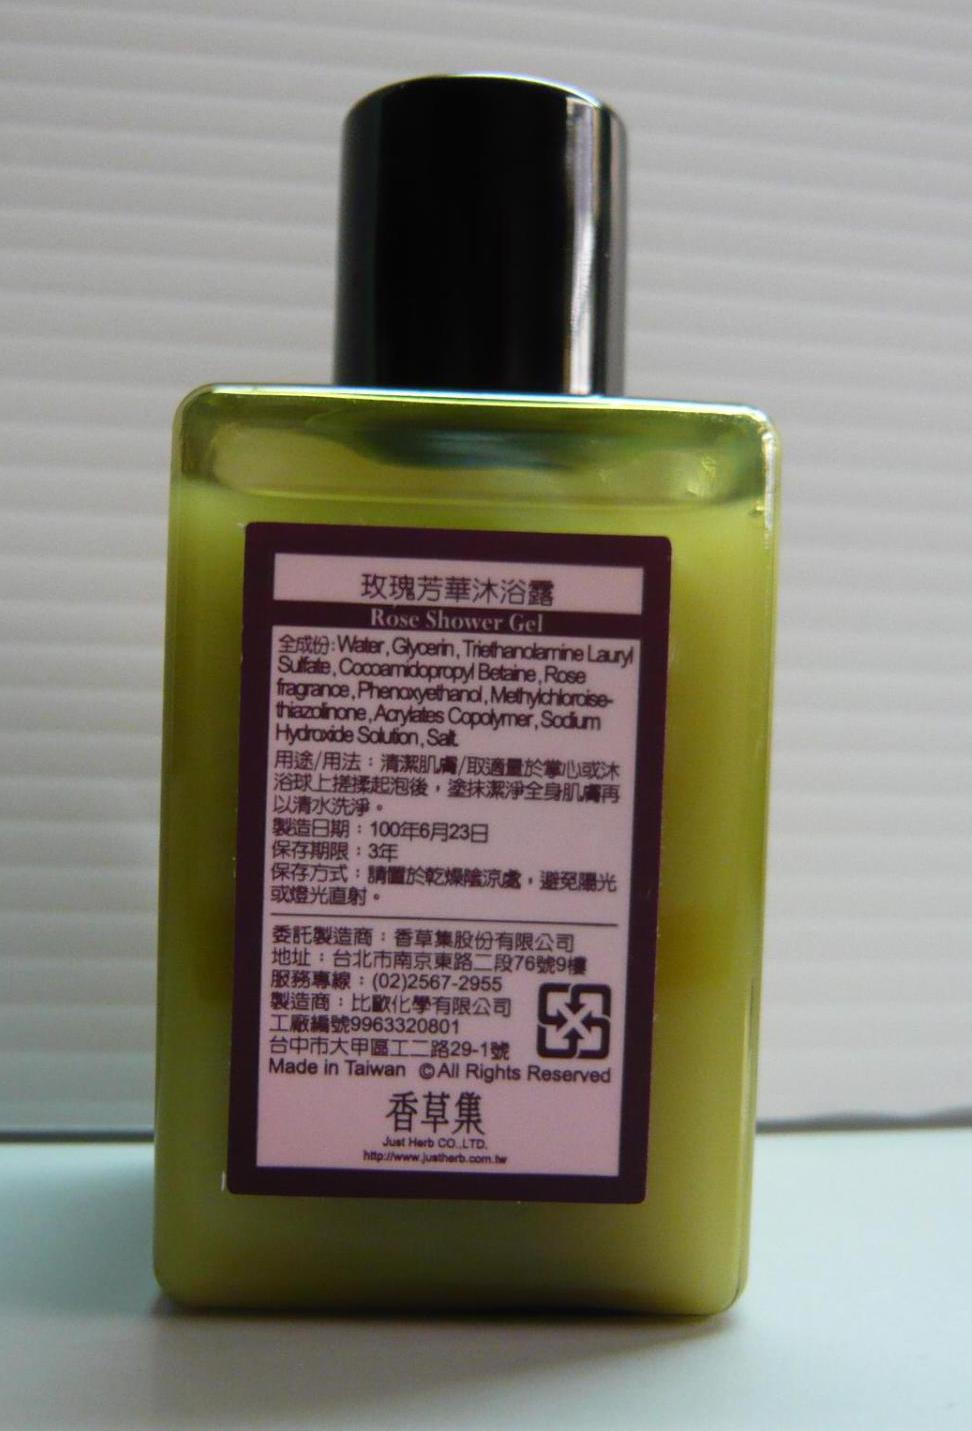 玫瑰芳華沐浴露
Rose Shower Gel
全成份:Water, Glycerin, Triethanolamine Lauryl
Sulfate, Cocoamidopropyl Betaine, Rose
fragrance, Phenoxyethanol, Methylchloroise-
thiazolinone, Acrylates Copolymer, Sodium
Hydroxide Solution, Salt.
用途/用法：清潔肌膚/取適量於掌心或沐
浴球上搓揉起泡後，塗抹潔淨全身肌膚再
以清水洗淨。
製造日期：100年6月23日
保存期限：3年
保存方式：請置於乾燥陰涼處，避免陽光
或燈光直射。
委託製造商：香草集股份有限公司
地址：台北市南京東路二段76號9樓
服務專線：(02)2567-2955
製造商：比歐化學有限公司
工廠編號9963320801
台中市大甲區工二路29-1號
Made in Taiwan ©All Rights Reserved
香草集
Just Herb CO.,LTD.
http://www.justherb.com.tw